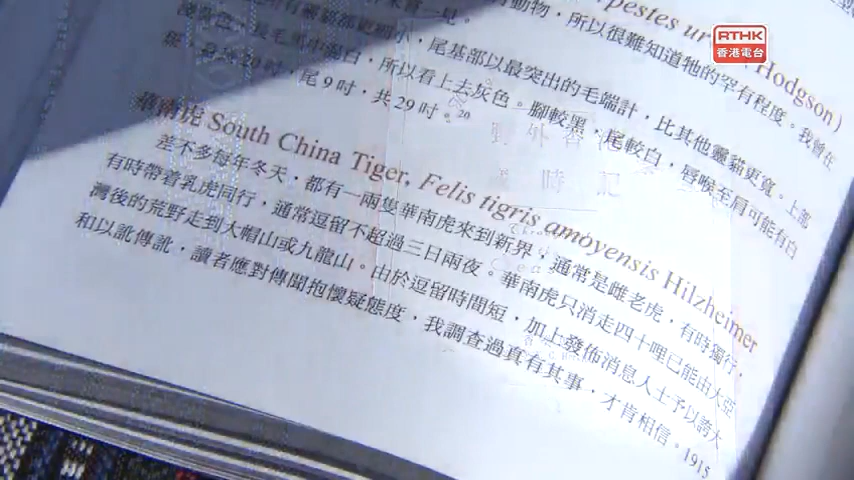 RTHK
香港電台
pestes ur
Hodgson)
動物，所以很難知道牠的罕有程度。我曾在
尾基部以最突出的毛端計，比其他靈貓更寬。上部
所以看上去灰色。腳較黑，尾較白，唇喉至肩可能有白
身長20吋，尾9吋，共29吋。20
華南虎 South China Tiger, Felis tigris amoyensis Hilzheimer
差不多每年冬天，都有一兩隻華南虎來到新界，通常是雌老虎，有時獨行，
有時帶着乳虎同行，通常逗留不超過三日兩夜。華南虎只消走四十哩已能由大亞
灣後的荒野走到大帽山或九龍山。由於逗留時間短，加上發佈消息人士予以誇大
和以訛傳訛，讀者應對傳聞抱懷疑態度，我調查過真有其事，才肯相信。1915